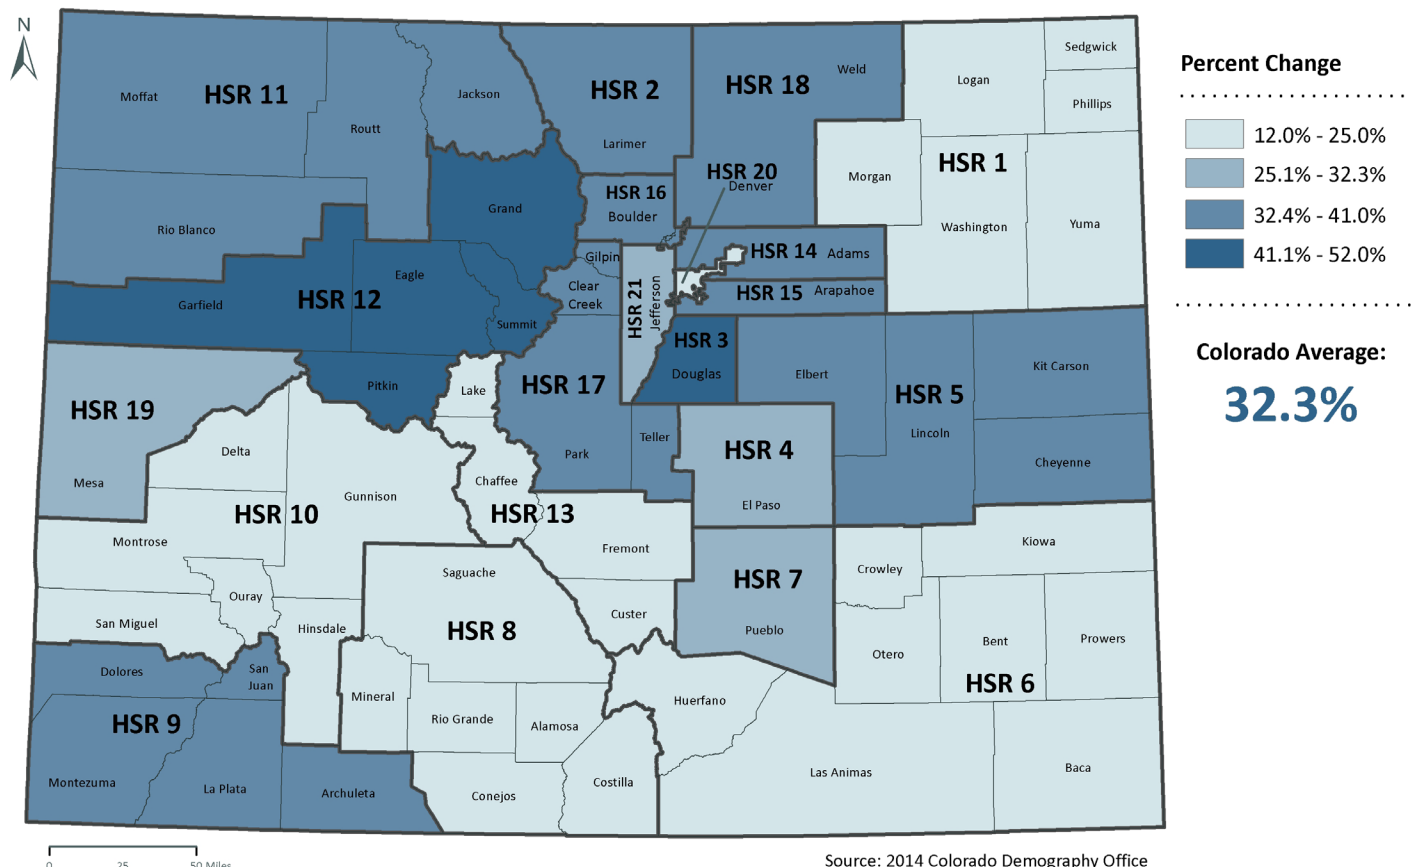 N
Sedgwick
Weld
Logan
Percent Change
Moffat
HSR 11
Jackson
HSR 2
HSR 18
Phillips
Routt
12.0% - 25.0%
Larimer
HSR 1
25.1% - 32.3%
HSR 20
Denver
Morgan
HSR 16
Boulder
Grand
32.4% - 41.0%
Rio Blanco
Washington
Yuma
41.1% - 52.0%
Gilpin
HSR 14
Adams
Eagle
Clear
Creek
HSR 15
Arapahoe
Garfield
HSR 12
HSR 21
Jefferson
Summit
HSR 3
Colorado Average:
Douglas
Elbert
Kit Carson
Pitkin
Lake
HSR 17
HSR 5
32.3%
HSR 19
Lincoln
Teller
Delta
Park
HSR 4
Cheyenne
Mesa
Gunnison
Chaffee
El Paso
HSR 10
HSR 13
Montrose
Fremont
Kiowa
Saguache
Crowley
HSR 7
Ouray
San Miguel
Hinsdale
HSR 8
Custer
Pueblo
Bent
Prowers
Otero
Dolores
San
Juan
HSR 6
Mineral
Huerfano
HSR 9
Rio Grande
Alamosa
Montezuma
La Plata
Archuleta
Conejos
Costilla
Las Animas
Baca
0 25 50 Miles
Source: 2014 Colorado Demography Office